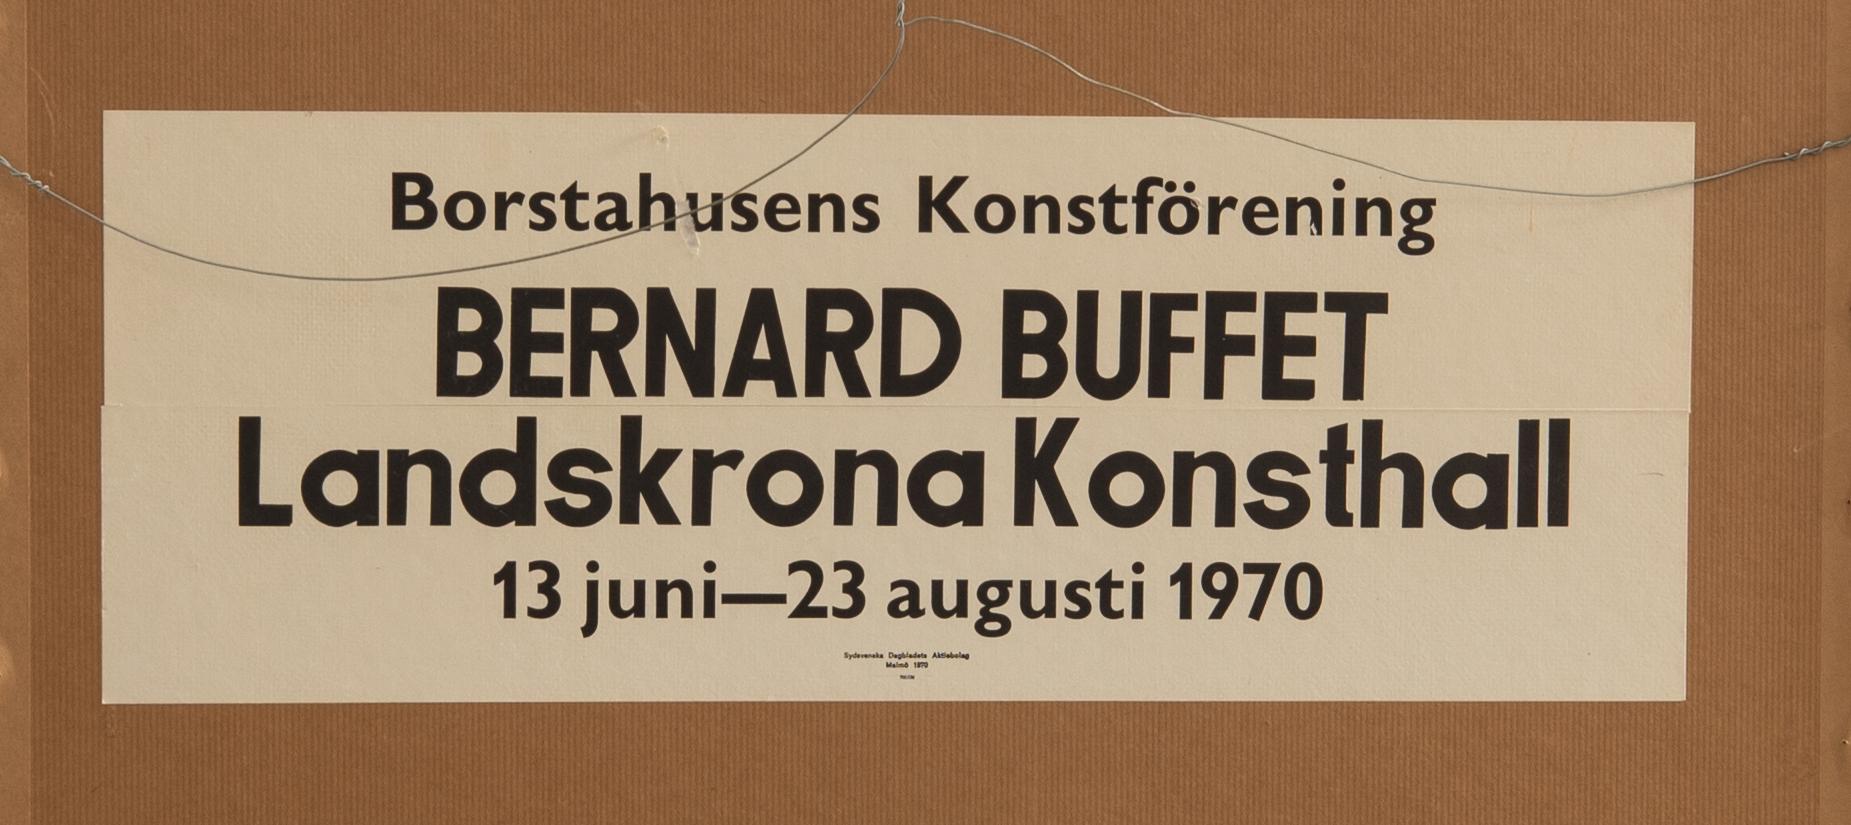 Borstahusens Konstförening
BERNARD BUFFET
Landskrona Konsthall
13 juni—23 augusti 1970
Sydsvenska Dagbladets Aktiebolag
Malmö 1970